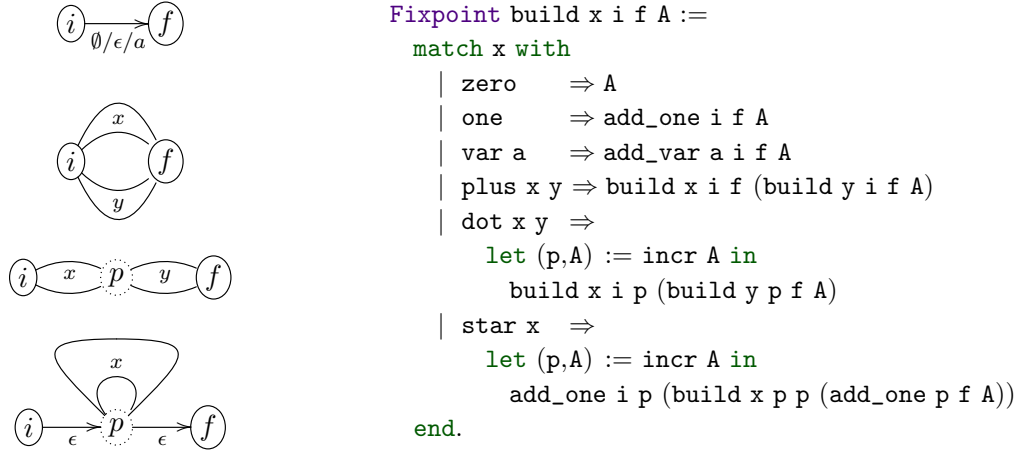 i f
∅/ϵ/a
x
i f
y
i x p y f
x
i ϵ p ϵ f
Fixpoint build x i f A :=
match x with
| zero ⇒ A
| one ⇒ add_one i f A
| var a ⇒ add_var a i f A
| plus x y ⇒ build x i f (build y i f A)
| dot x y ⇒
let (p,A) := incr A in
build x i p (build y p f A)
| star x ⇒
let (p,A) := incr A in
add_one i p (build x p p (add_one p f A))
end.